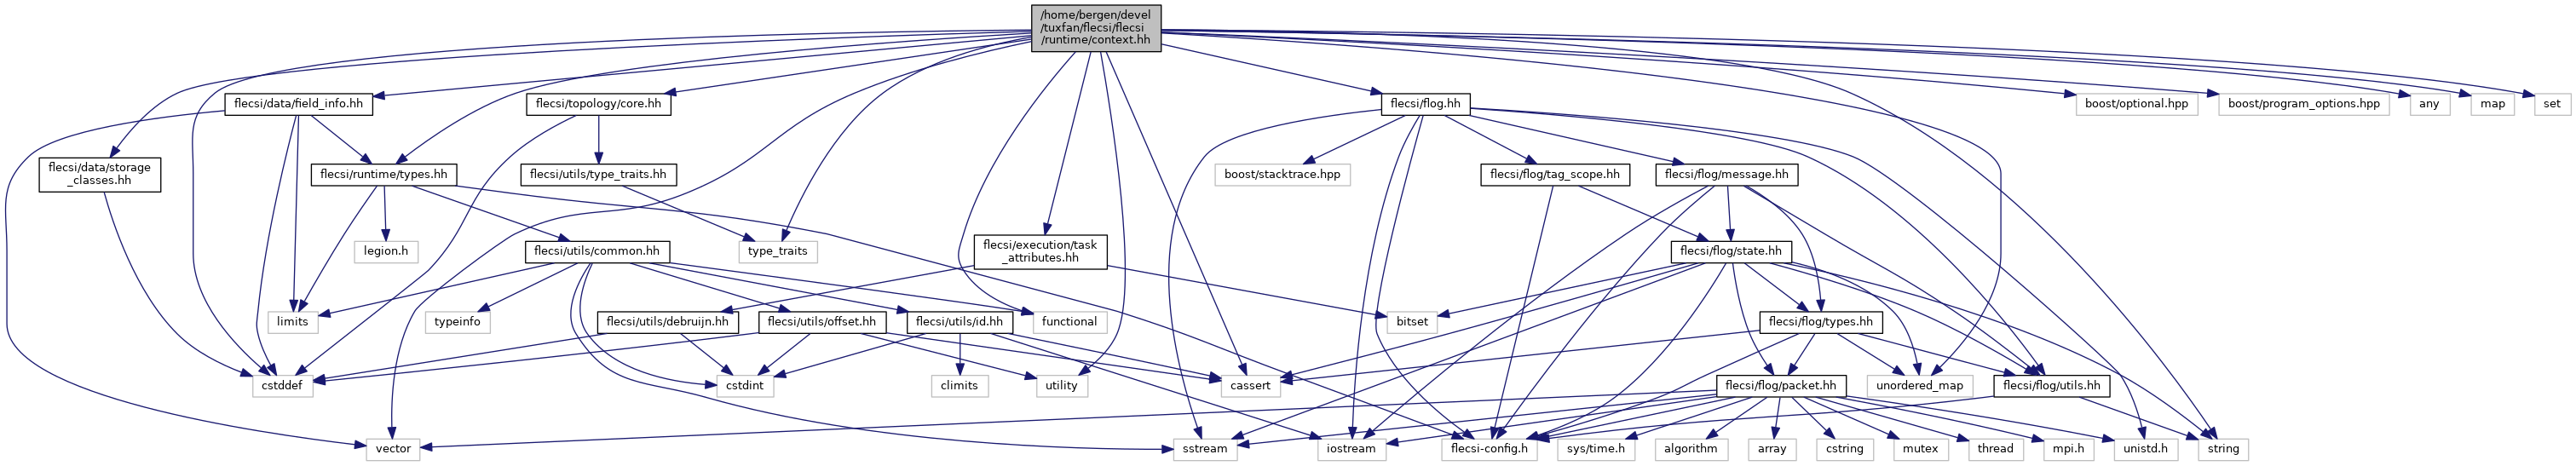 /home/bergen/devel
/tuxfan/flecsi/flecsi
/runtime/context.hh
flecsi/data/field_info.hh
flecsi/topology/core.hh
flecsi/flog.hh
boost/optional.hpp
boost/program_options.hpp
any
map
set
flecsi/data/storage
_classes.hh
flecsi/runtime/types.hh
flecsi/utils/type_traits.hh
boost/stacktrace.hpp
flecsi/flog/tag_scope.hh
flecsi/flog/message.hh
legion.h
flecsi/utils/common.hh
type_traits
flecsi/execution/task
_attributes.hh
flecsi/flog/state.hh
limits
typeinfo
flecsi/utils/debruijn.hh
flecsi/utils/offset.hh
flecsi/utils/id.hh
functional
bitset
flecsi/flog/types.hh
cstddef
cstdint
climits
utility
cassert
flecsi/flog/packet.hh
unordered_map
flecsi/flog/utils.hh
vector
sstream
iostream
flecsi-config.h
sys/time.h
algorithm
array
cstring
mutex
thread
mpi.h
unistd.h
string